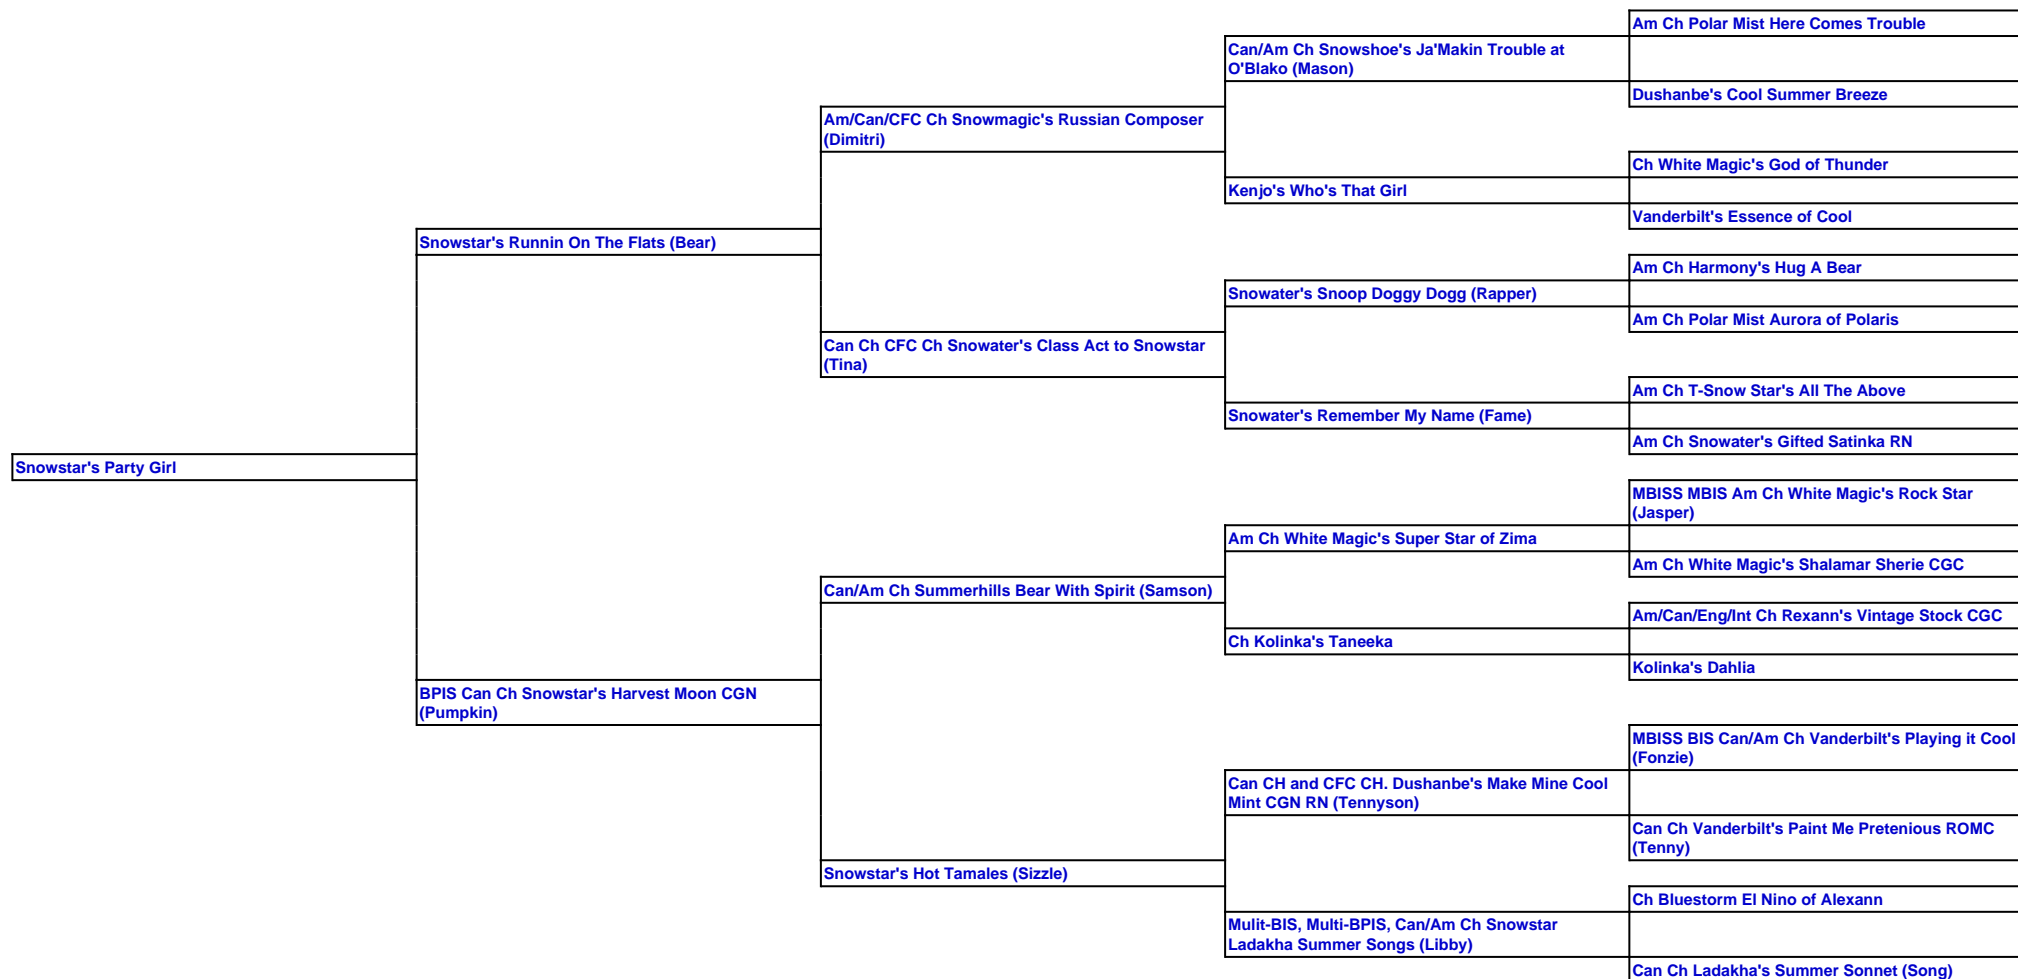 Am Ch Polar Mist Here Comes Trouble
Can/Am Ch Snowshoe's Ja'Makin Trouble at
O'Blako (Mason)
Dushanbe's Cool Summer Breeze
Am/Can/CFC Ch Snowmagic's Russian Composer
(Dimitri)
Ch White Magic's God of Thunder
Kenjo's Who's That Girl
Vanderbilt's Essence of Cool
Snowstar's Runnin On The Flats (Bear)
Am Ch Harmony's Hug A Bear
Snowater's Snoop Doggy Dogg (Rapper)
Am Ch Polar Mist Aurora of Polaris
Can Ch CFC Ch Snowater's Class Act to Snowstar
(Tina)
Am Ch T-Snow Star's All The Above
Snowater's Remember My Name (Fame)
Am Ch Snowater's Gifted Satinka RN
Snowstar's Party Girl
MBISS MBIS Am Ch White Magic's Rock Star
(Jasper)
Am Ch White Magic's Super Star of Zima
Am Ch White Magic's Shalamar Sherie CGC
Can/Am Ch Summerhills Bear With Spirit (Samson)
Am/Can/Eng/Int Ch Rexann's Vintage Stock CGC
Ch Kolinka's Taneeka
Kolinka's Dahlia
BPIS Can Ch Snowstar's Harvest Moon CGN
(Pumpkin)
MBISS BIS Can/Am Ch Vanderbilt's Playing it Cool
(Fonzie)
Can CH and CFC CH. Dushanbe's Make Mine Cool
Mint CGN RN (Tennyson)
Can Ch Vanderbilt's Paint Me Pretenious ROMC
(Tenny)
Snowstar's Hot Tamales (Sizzle)
Ch Bluestorm El Nino of Alexann
Mulit-BIS, Multi-BPIS, Can/Am Ch Snowstar
Ladakha Summer Songs (Libby)
Can Ch Ladakha's Summer Sonnet (Song)